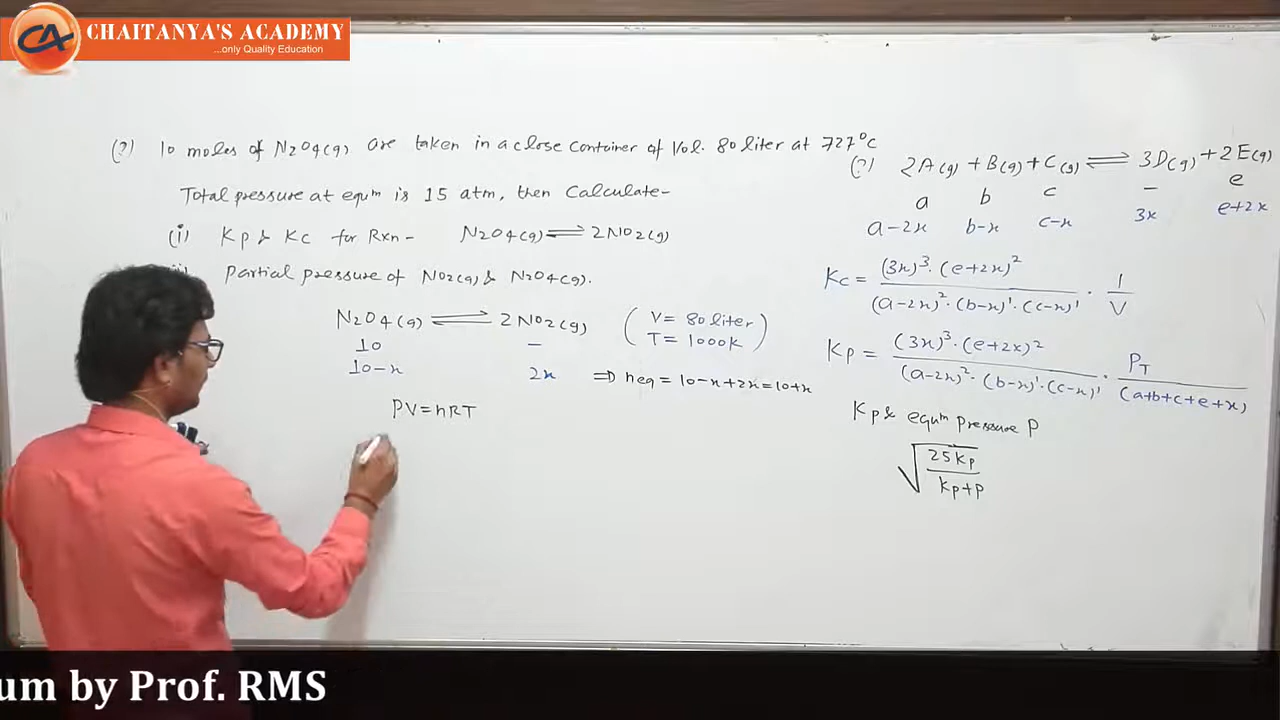 CA
CHAITANYA'S ACADEMY
...only Quality Education
(?) 10 moles of N₂O₄(g) are taken in a close container of Vol. 80 liter at 727°C
Total pressure at equᵐ is 15 atm, then Calculate-
(i) Kp & Kc for Rxn- N₂O₄(g) ⇌ 2NO₂(g)
Partial pressure of NO₂(g) & N₂O₄(g).
N₂O₄(g) ⇌ 2NO₂(g) (V = 80 liter
T = 1000K)
10 –
10-x 2x ⇒ neq = 10-x+2x = 10+x
PV=nRT
(?) 2A(g) + B(g) + C(g) ⇌ 3D(g) + 2E(g)
a b c – e
a-2x b-x c-x 3x e+2x
Kc = (3x)³·(e+2x)² / (a-2x)²·(b-x)¹·(c-x)¹ · 1/V
Kp = (3x)³·(e+2x)² / (a-2x)²·(b-x)¹·(c-x)¹ · PT/(a+b+c+e+x)
Kp & equᵐ pressure P
√(25Kp / Kp+P)
um by Prof. RMS